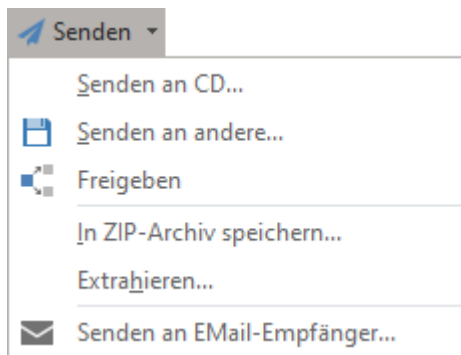 Senden
Senden an CD...
Senden an andere...
Freigeben
In ZIP-Archiv speichern...
Extrahieren...
Senden an EMail-Empfänger...